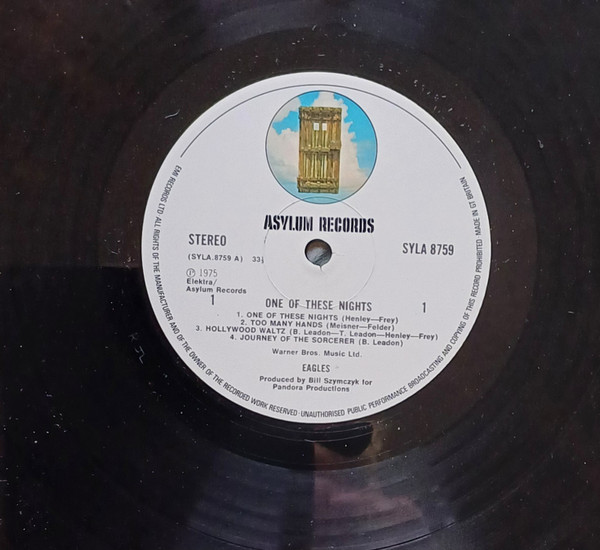 EMI RECORDS LTD· ALL RIGHTS OF THE MANUFACTURER AND OF THE OWNER OF THE RECORDED WORK RESERVED· UNAUTHORISED PUBLIC PERFORMANCE BROADCASTING AND COPYING OF THIS RECORD PROHIBITED· MADE IN GT BRITAIN
ASYLUM RECORDS
STEREO
SYLA 8759
(SYLA.8759 A) 33⅓
℗ 1975
Elektra/
Asylum Records
1
1
ONE OF THESE NIGHTS
1. ONE OF THESE NIGHTS (Henley—Frey)
2. TOO MANY HANDS (Meisner—Felder)
3. HOLLYWOOD WALTZ (B. Leadon—T. Leadon—Henley—Frey)
4. JOURNEY OF THE SORCERER (B. Leadon)
Warner Bros. Music Ltd.
EAGLES
Produced by Bill Szymczyk for
Pandora Productions